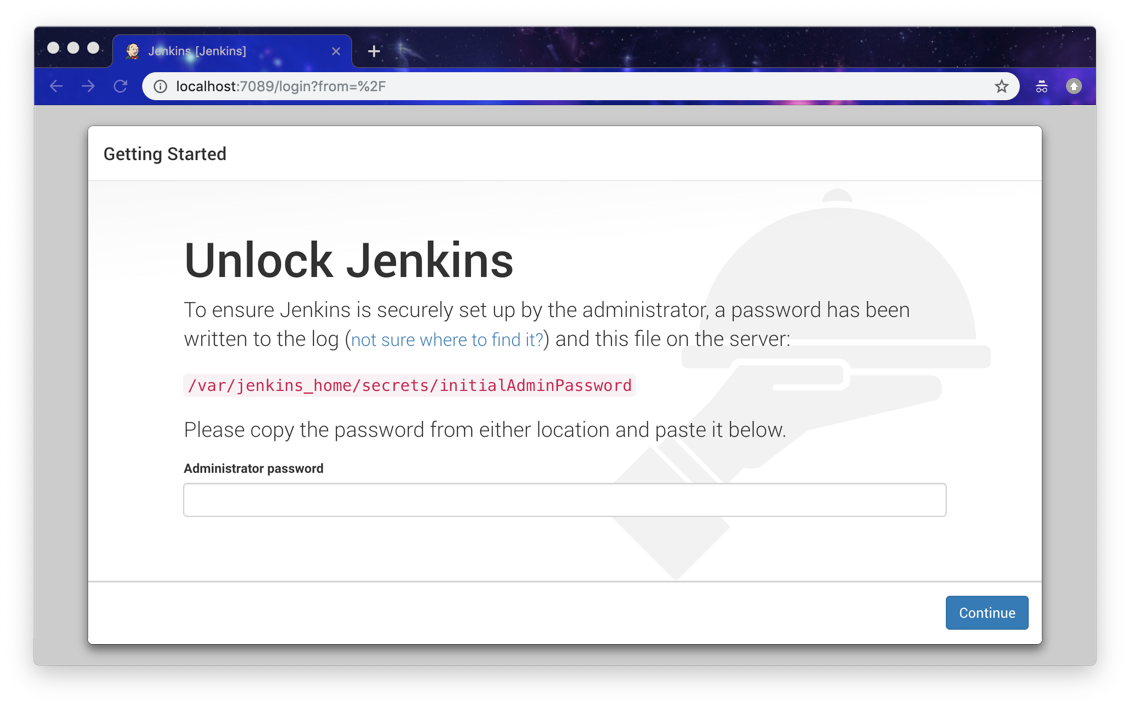 Jenkins [Jenkins]
localhost:7089/login?from=%2F
Getting Started
Unlock Jenkins
To ensure Jenkins is securely set up by the administrator, a password has been
written to the log (not sure where to find it?) and this file on the server:
/var/jenkins_home/secrets/initialAdminPassword
Please copy the password from either location and paste it below.
Administrator password
Continue